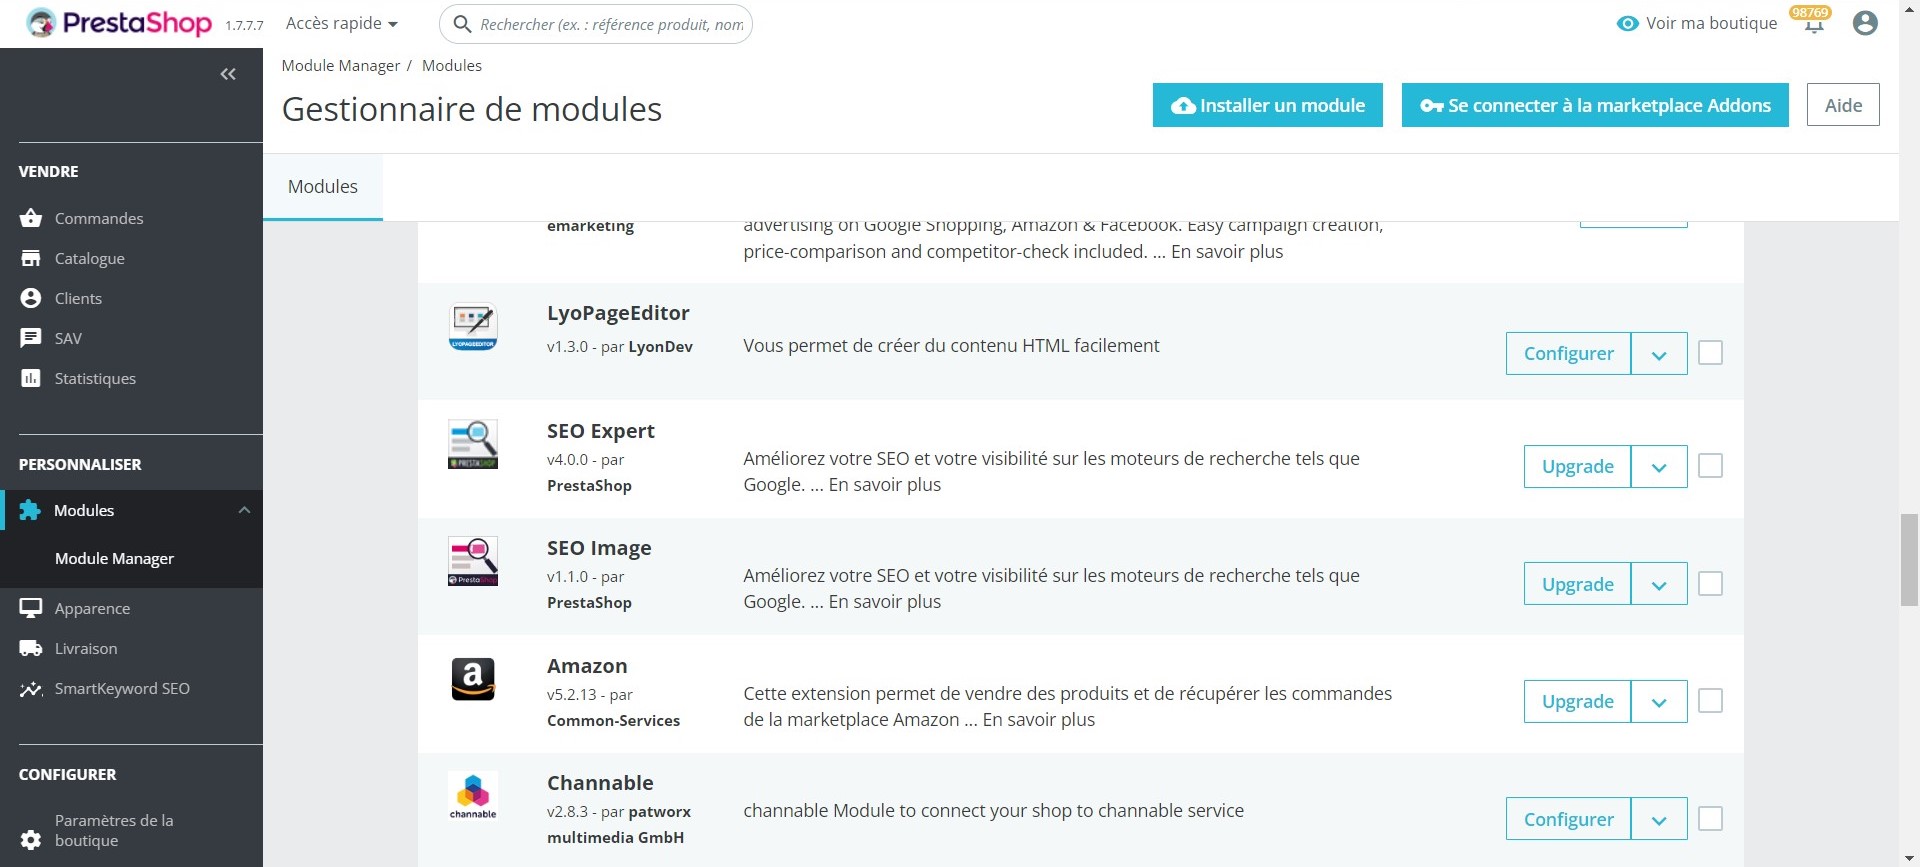 PrestaShop 1.7.7.7 Accès rapide Rechercher (ex. : référence produit, nom Voir ma boutique 98769
Module Manager / Modules
Gestionnaire de modules
Installer un module Se connecter à la marketplace Addons Aide
Modules
VENDRE
Commandes
Catalogue
Clients
SAV
Statistiques
PERSONNALISER
Modules
Module Manager
Apparence
Livraison
SmartKeyword SEO
CONFIGURER
Paramètres de la
boutique
emarketing
advertising on Google Shopping, Amazon & Facebook. Easy campaign creation,
price-comparison and competitor-check included. ... En savoir plus
LYOPAGEEDITOR
LyoPageEditor
v1.3.0 - par LyonDev
Vous permet de créer du contenu HTML facilement
Configurer
PRESTASHOP
SEO Expert
v4.0.0 - par
PrestaShop
Améliorez votre SEO et votre visibilité sur les moteurs de recherche tels que
Google. ... En savoir plus
Upgrade
PrestaShop
SEO Image
v1.1.0 - par
PrestaShop
Améliorez votre SEO et votre visibilité sur les moteurs de recherche tels que
Google. ... En savoir plus
Upgrade
a
Amazon
v5.2.13 - par
Common-Services
Cette extension permet de vendre des produits et de récupérer les commandes
de la marketplace Amazon ... En savoir plus
Upgrade
channable
Channable
v2.8.3 - par patworx
multimedia GmbH
channable Module to connect your shop to channable service
Configurer